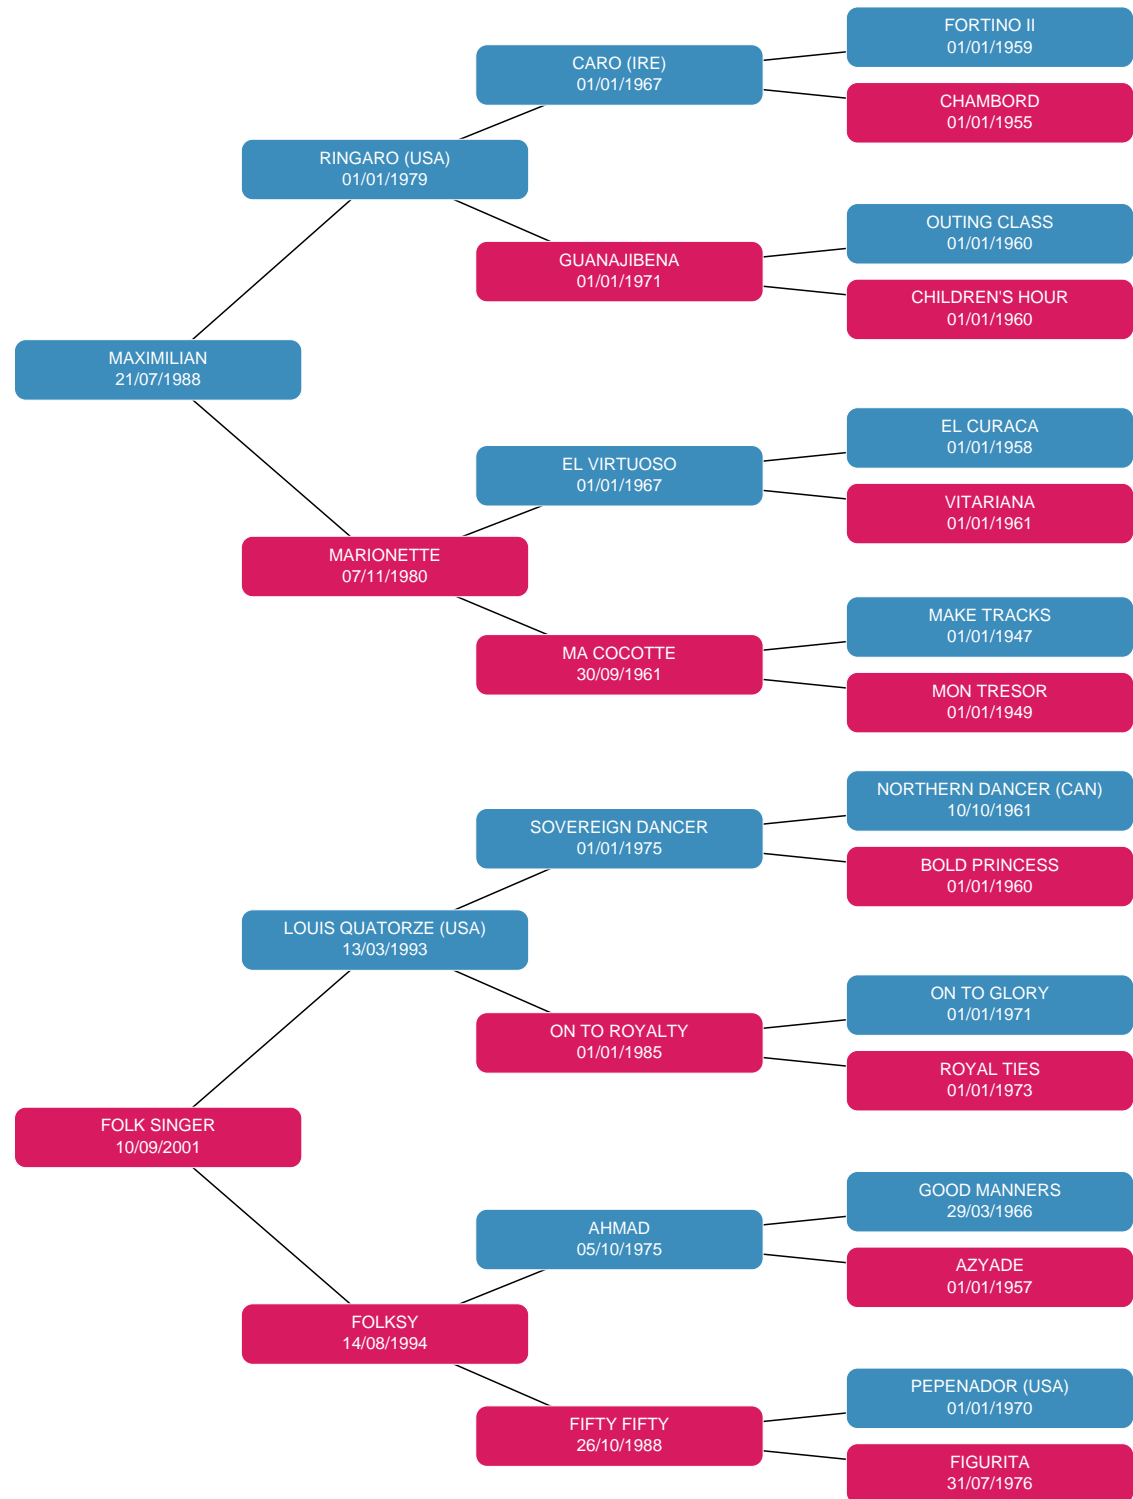 FORTINO II
01/01/1959
CARO (IRE)
01/01/1967
CHAMBORD
01/01/1955
RINGARO (USA)
01/01/1979
OUTING CLASS
01/01/1960
GUANAJIBENA
01/01/1971
CHILDREN'S HOUR
01/01/1960
MAXIMILIAN
21/07/1988
EL CURACA
01/01/1958
EL VIRTUOSO
01/01/1967
VITARIANA
01/01/1961
MARIONETTE
07/11/1980
MAKE TRACKS
01/01/1947
MA COCOTTE
30/09/1961
MON TRESOR
01/01/1949
NORTHERN DANCER (CAN)
10/10/1961
SOVEREIGN DANCER
01/01/1975
BOLD PRINCESS
01/01/1960
LOUIS QUATORZE (USA)
13/03/1993
ON TO GLORY
01/01/1971
ON TO ROYALTY
01/01/1985
ROYAL TIES
01/01/1973
FOLK SINGER
10/09/2001
GOOD MANNERS
29/03/1966
AHMAD
05/10/1975
AZYADE
01/01/1957
FOLKSY
14/08/1994
PEPENADOR (USA)
01/01/1970
FIFTY FIFTY
26/10/1988
FIGURITA
31/07/1976